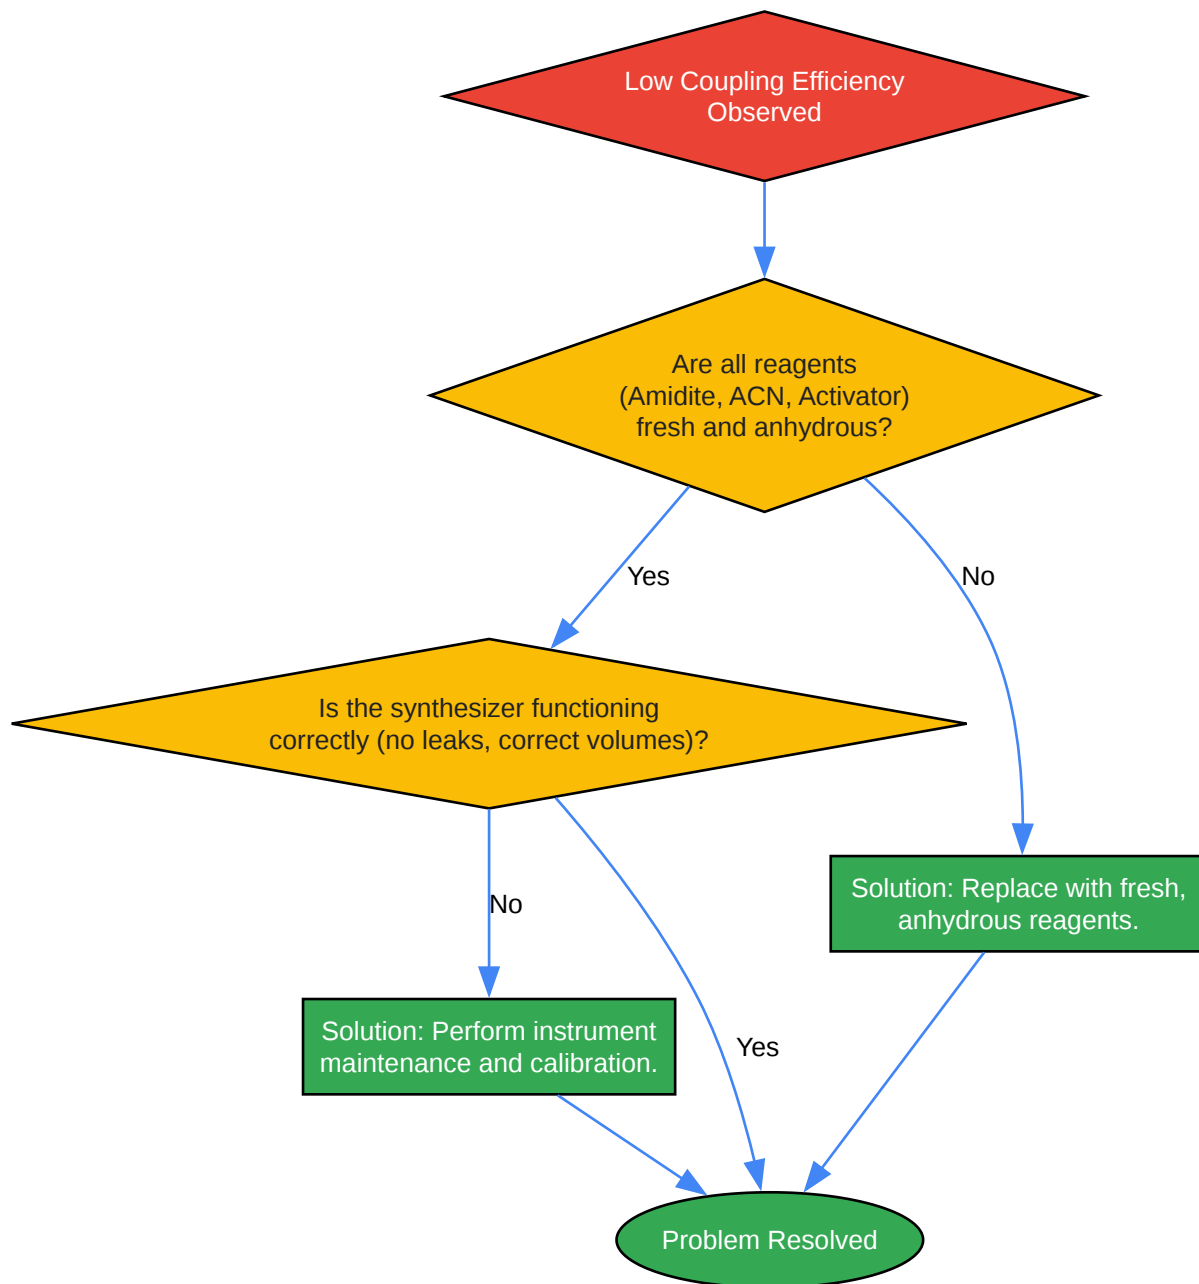 Low Coupling Efficiency
Observed
Are all reagents
(Amidite, ACN, Activator)
fresh and anhydrous?
Yes
No
Is the synthesizer functioning
correctly (no leaks, correct volumes)?
Solution: Replace with fresh,
anhydrous reagents.
No
Solution: Perform instrument
maintenance and calibration.
Yes
Problem Resolved